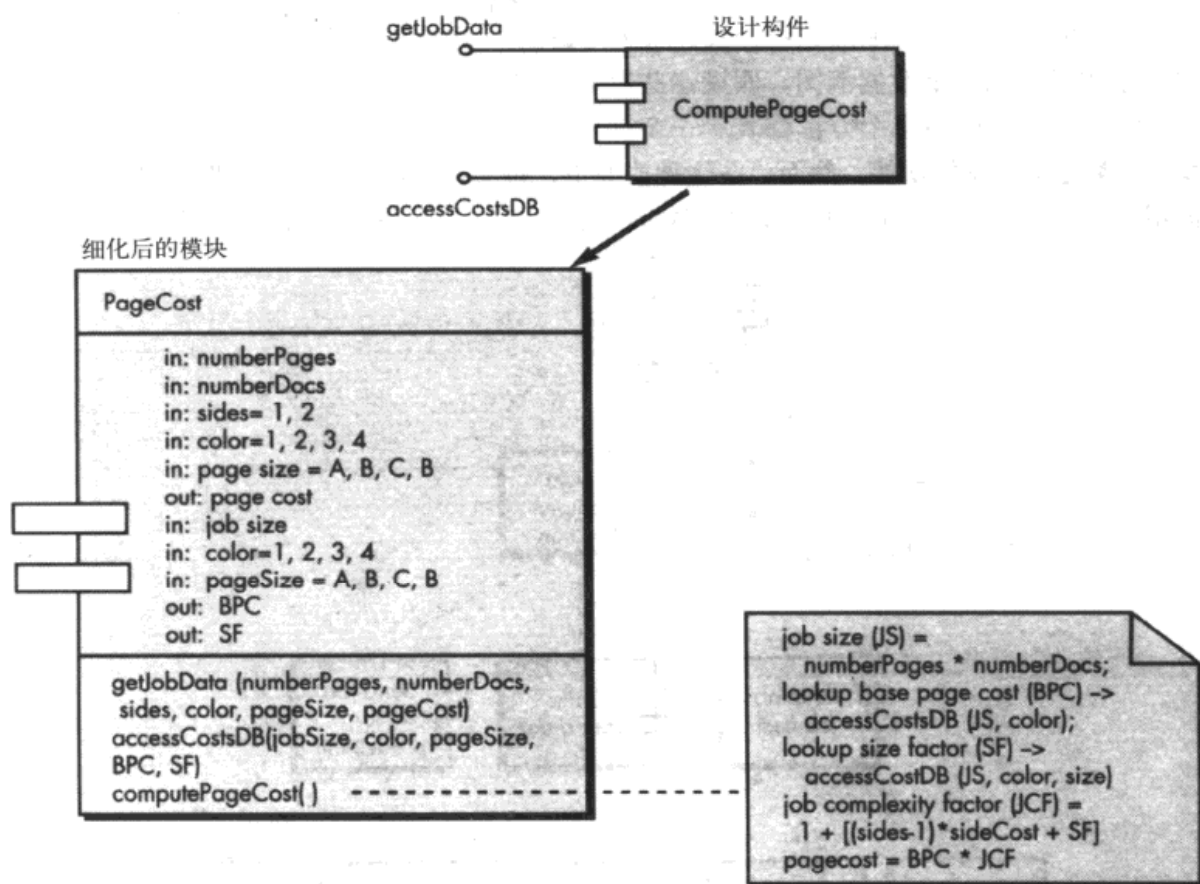 getJobData
设计构件
ComputePageCost
accessCostsDB
细化后的模块
PageCost
in: numberPages
in: numberDocs
in: sides= 1, 2
in: color=1, 2, 3, 4
in: page size = A, B, C, B
out: page cost
in: job size
in: color=1, 2, 3, 4
in: pageSize = A, B, C, B
out: BPC
out: SF
getJobData (numberPages, numberDocs,
sides, color, pageSize, pageCost)
accessCostsDB(jobSize, color, pageSize,
BPC, SF)
computePageCost( )
job size (JS) =
numberPages * numberDocs;
lookup base page cost (BPC) ->
accessCostsDB (JS, color);
lookup size factor (SF) ->
accessCostDB (JS, color, size)
job complexity factor (JCF) =
1 + [(sides-1)*sideCost + SF]
pagecost = BPC * JCF